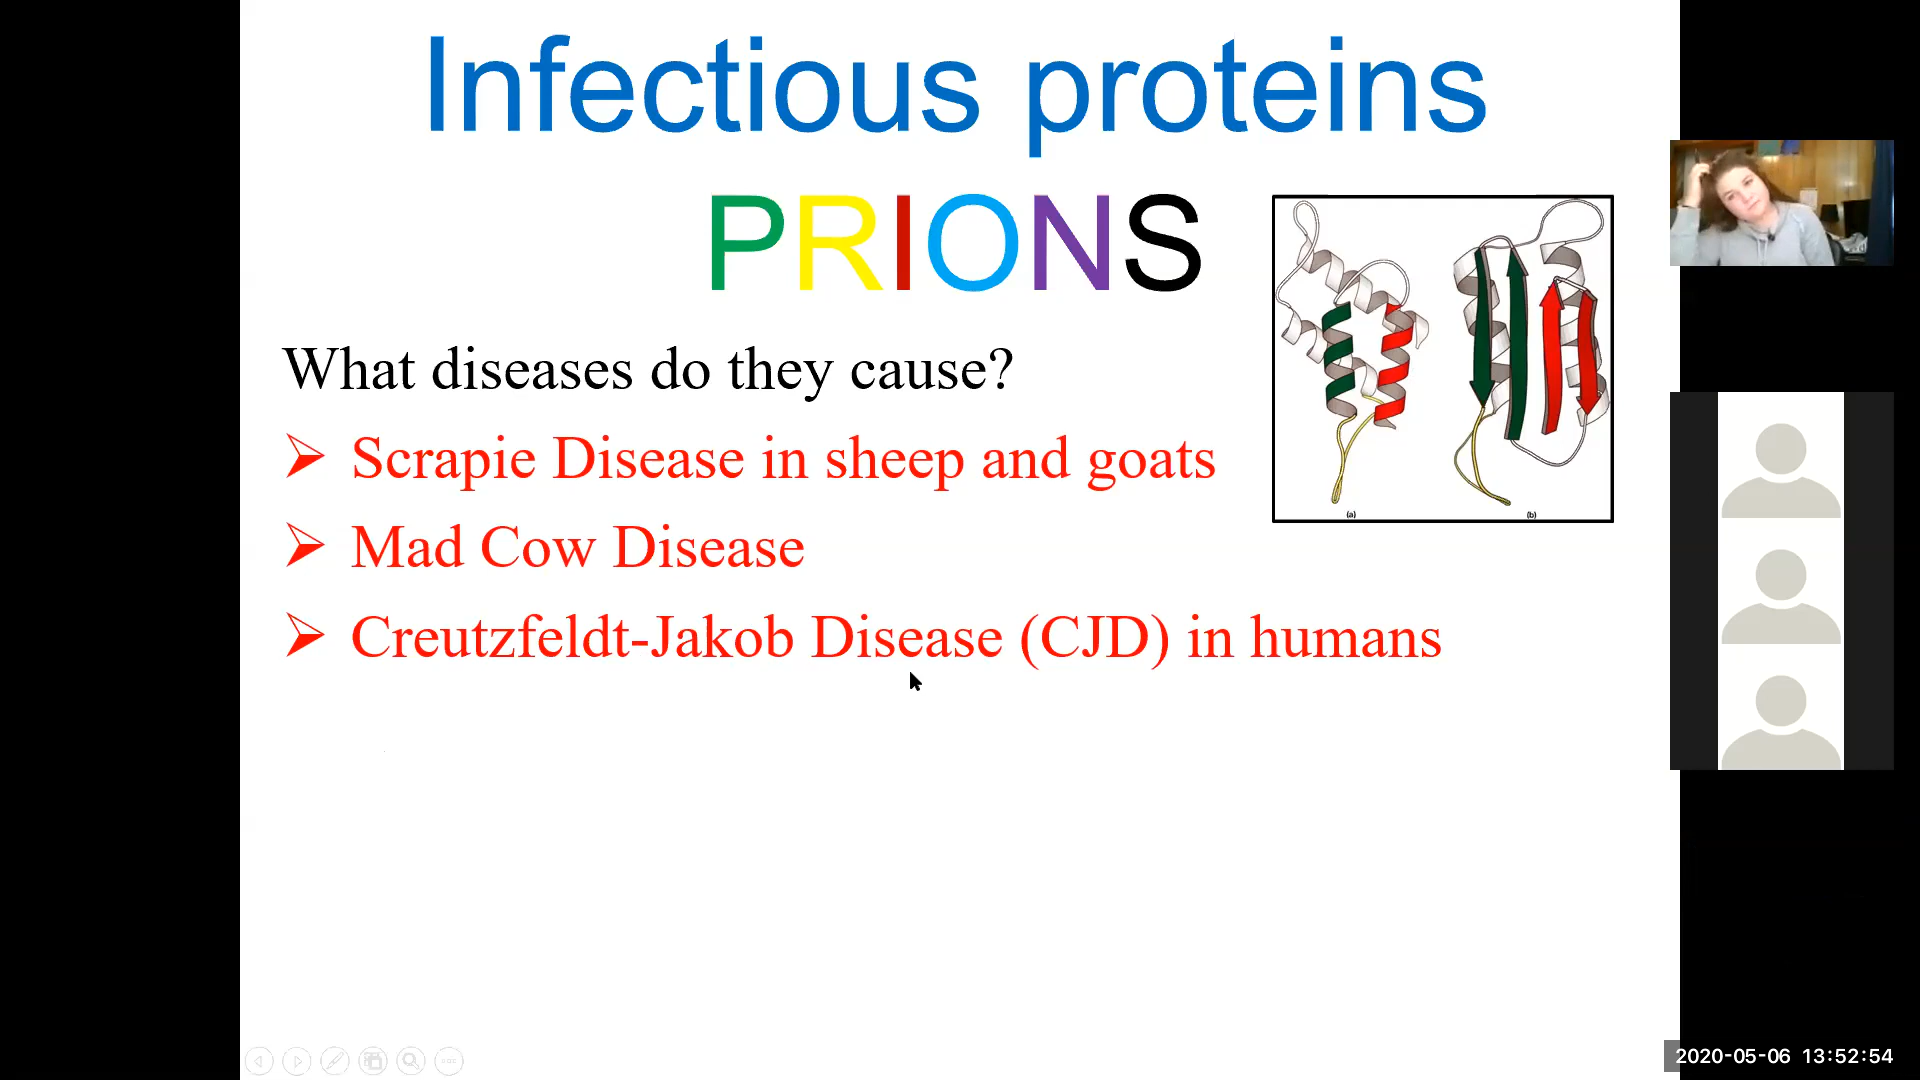 Infectious proteins
PRIONS
What diseases do they cause?
➢ Scrapie Disease in sheep and goats
➢ Mad Cow Disease
➢ Creutzfeldt-Jakob Disease (CJD) in humans
(a)
(b)
2020-05-06 13:52:54